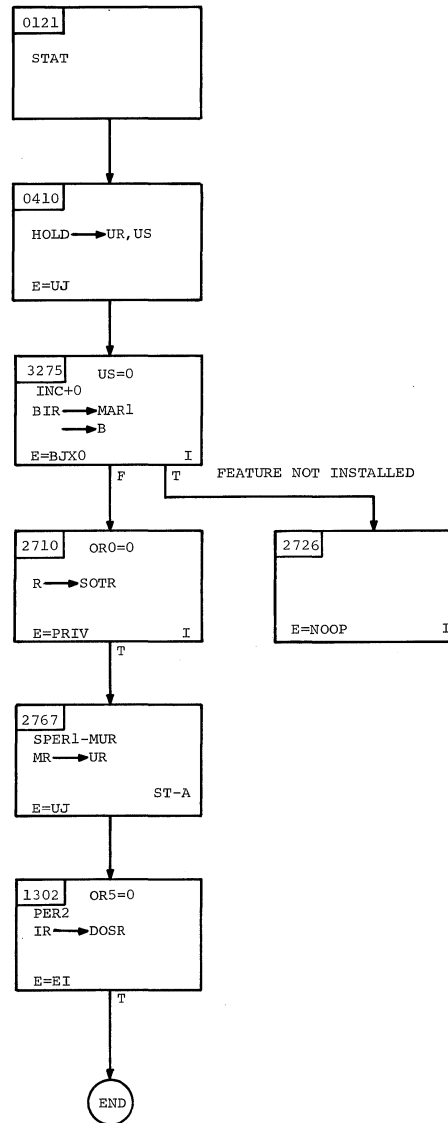 0121
STAT
0410
HOLD→UR,US
E=UJ
3275 US=0
INC+0
BIR→MAR1
→B
E=BJX0 I
F T FEATURE NOT INSTALLED
2710 OR0=0
R→SOTR
E=PRIV I
T
2726
E=NOOP I
2767
SPER1-MUR
MR→UR
ST-A
E=UJ
1302 OR5=0
PER2
IR→DOSR
E=EI
T
END